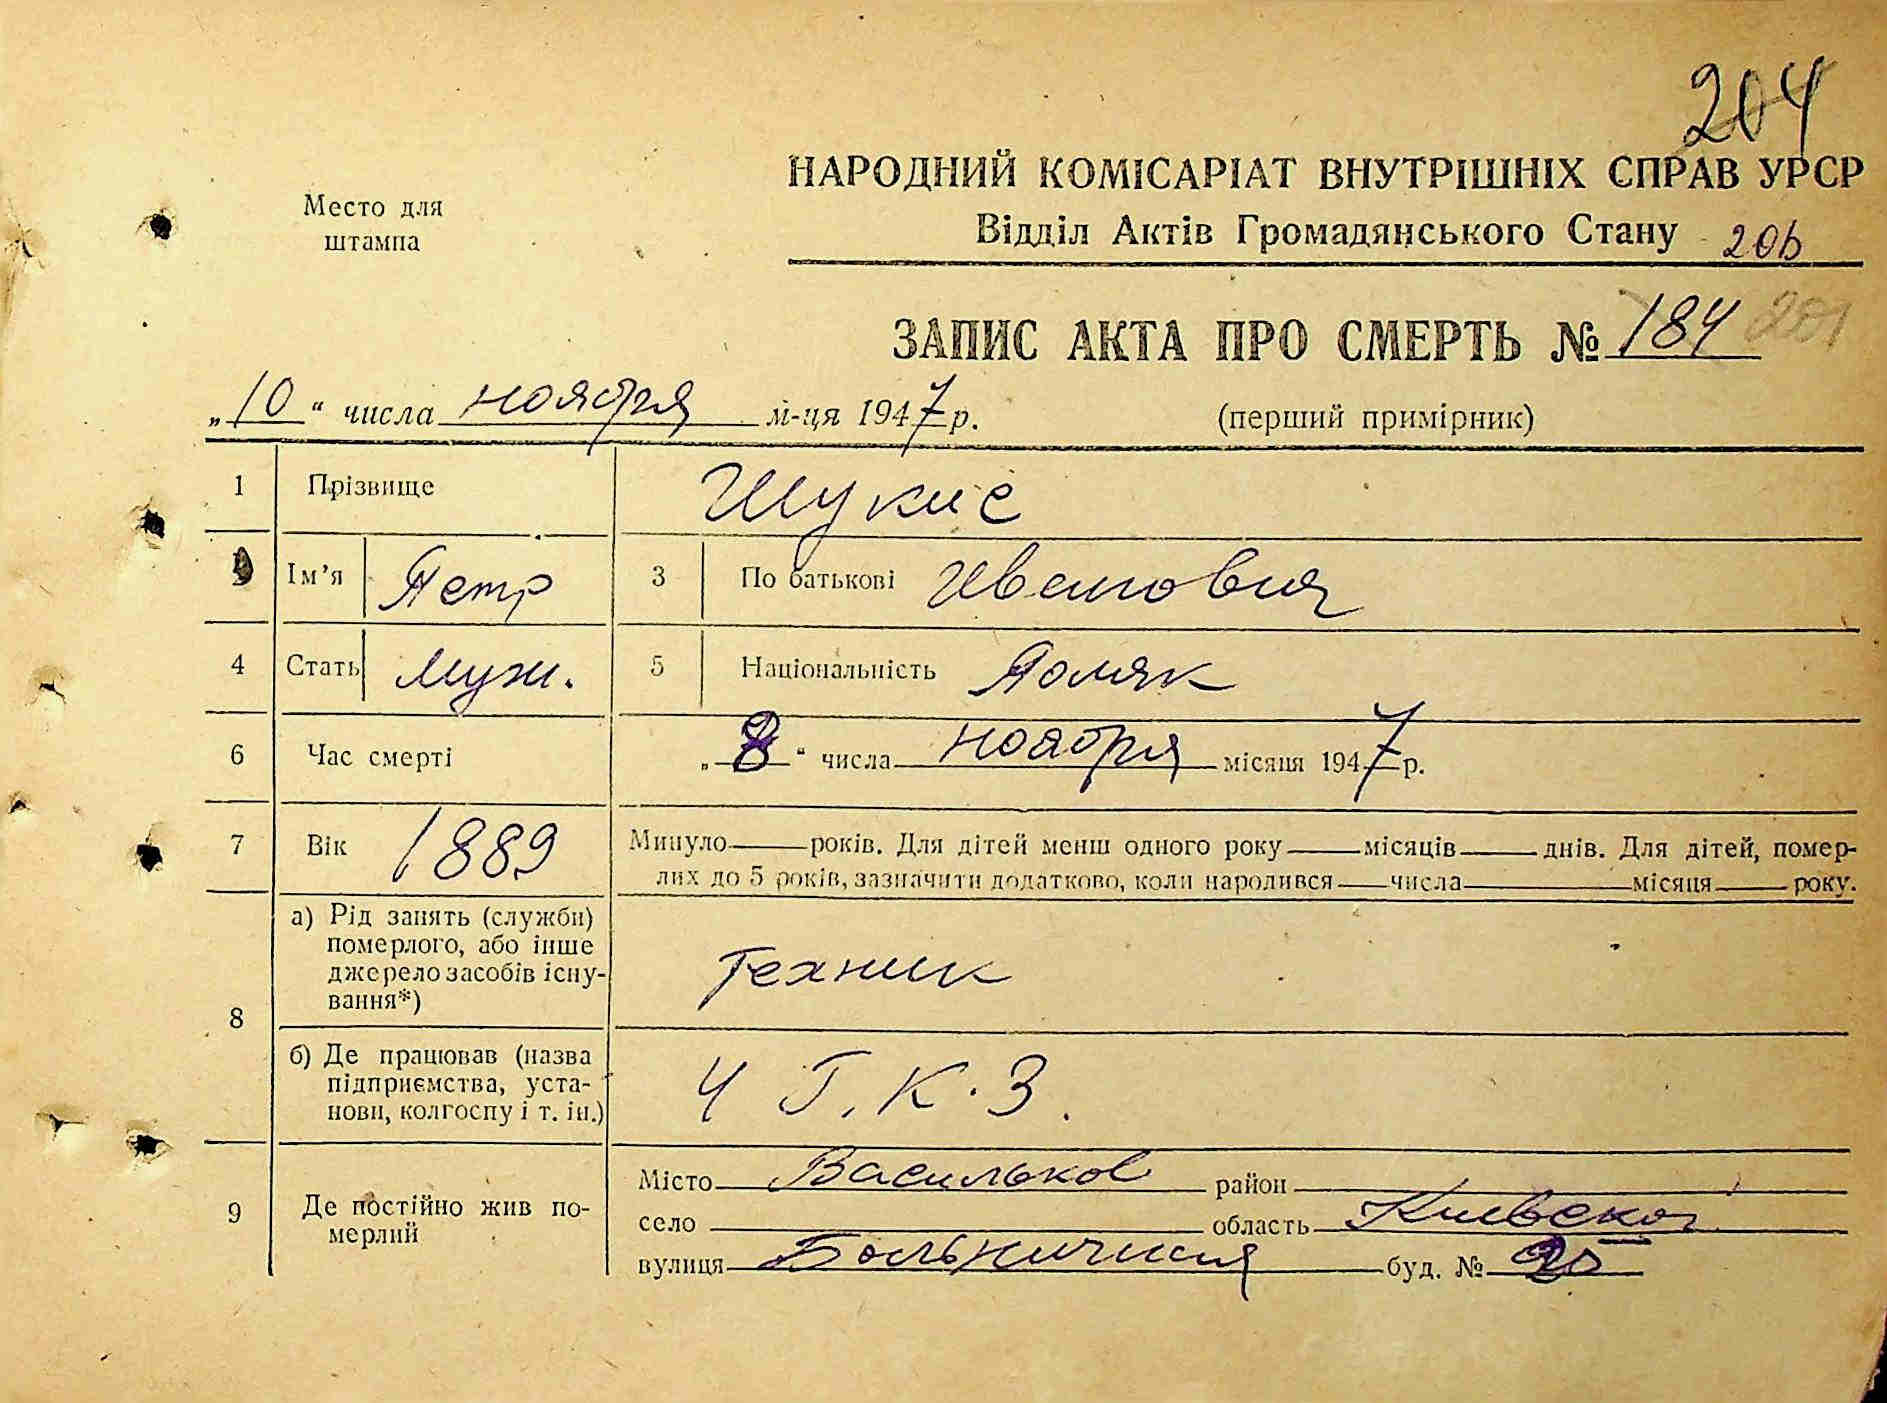 204
НАРОДНИЙ КОМІСАРІАТ ВНУТРІШНІХ СПРАВ УРСР
Место для
штампа
Відділ Актів Громадянського Стану
ЗАПИС АКТА ПРО СМЕРТЬ № 184 201
„10“ числа ноября м-ця 1947 р. (перший примірник)
1 Прізвище Шукис
Ім’я Петр 3 По батькові Иванович
4 Стать муж. 5 Національність Поляк
6 Час смерті „8“ числа ноября місяця 1947 р.
7 Вік 1889 Минуло років. Для дітей менш одного року місяців днів. Для дітей, помер-
лих до 5 років, зазначити додатково, коли народився числа місяця року.
8 а) Рід занять (служби)
померлого, або інше
джерело засобів існу-
вання*) Техник
б) Де працював (назва
підприємства, уста-
нови, колгоспу і т. ін.) Ч Г. К. З.
9 Де постійно жив по-
мерлий
Місто Васильков район
село область Киевской
вулиця Больничная буд. № 25